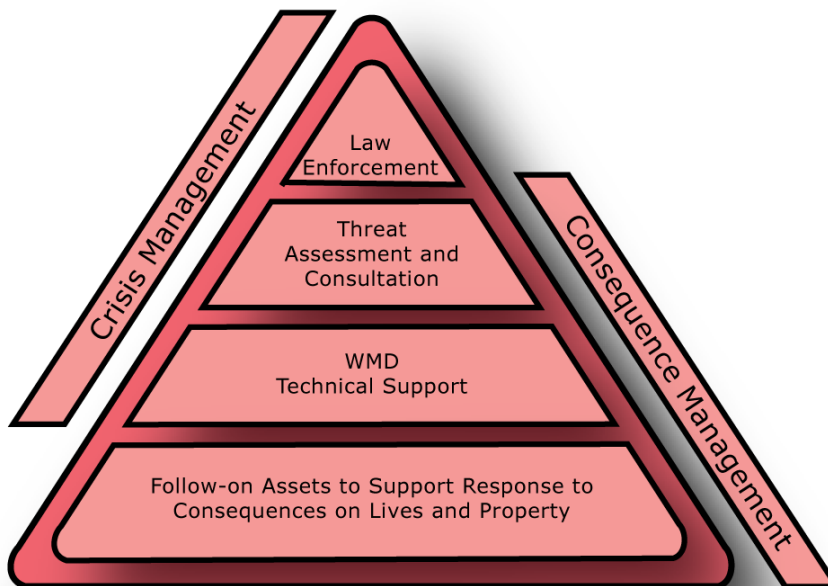 Crisis Management
Law
Enforcement
Threat
Assessment and
Consultation
WMD
Technical Support
Follow-on Assets to Support Response to
Consequences on Lives and Property
Consequence Management